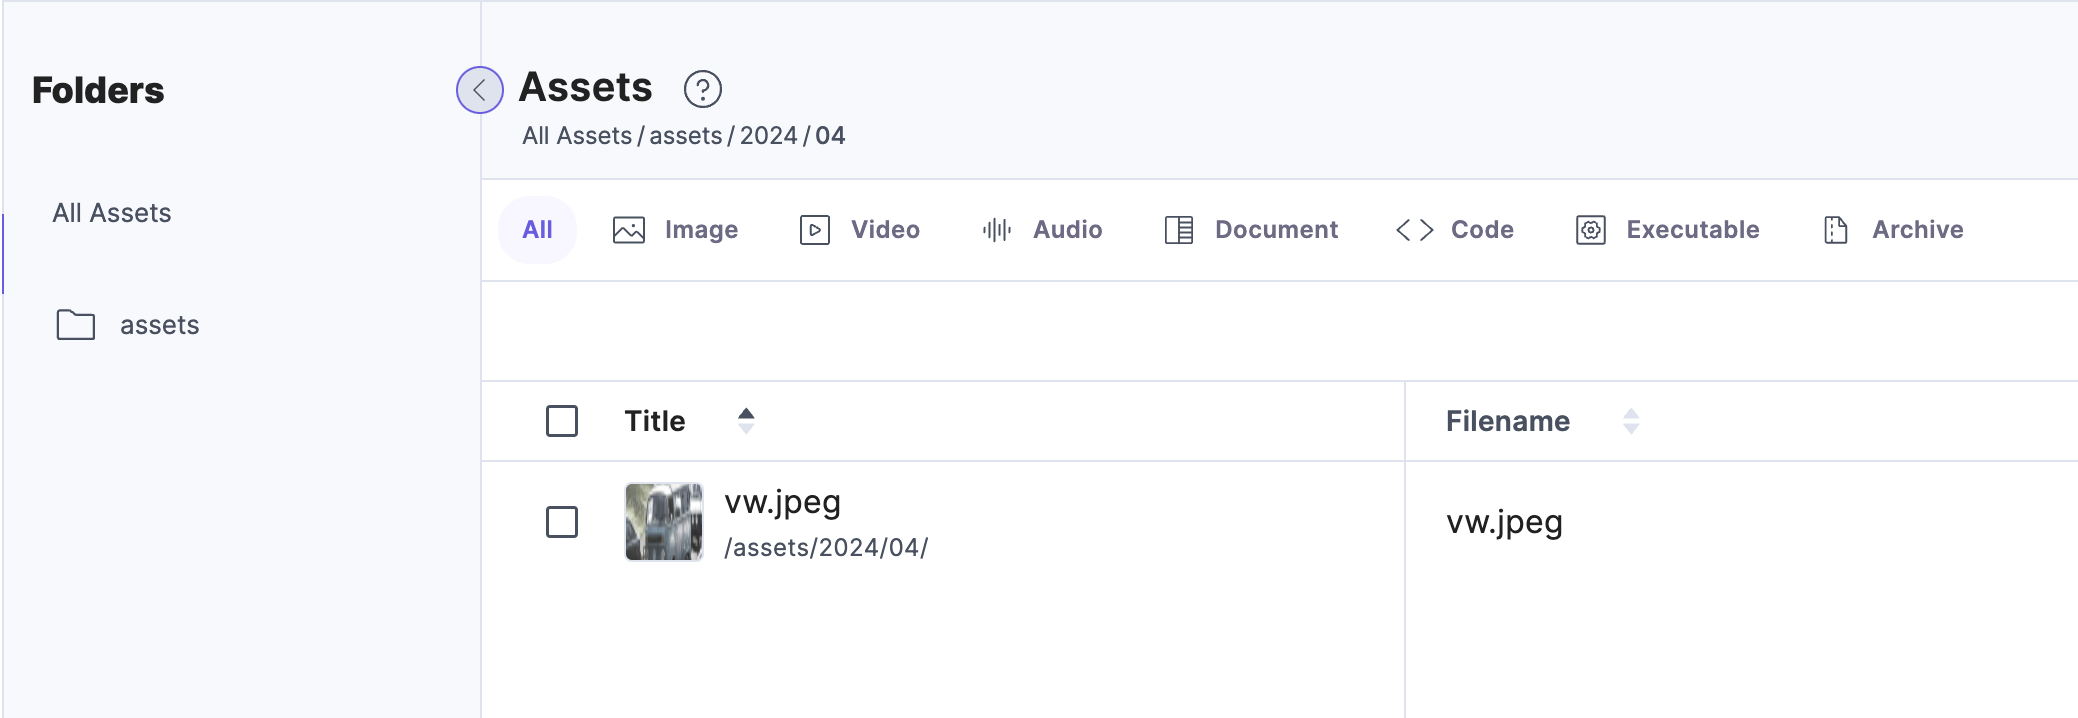 Folders
All Assets
assets
Assets
All Assets / assets / 2024 / 04
All Image Video Audio Document Code Executable Archive
Title Filename
vw.jpeg
/assets/2024/04/
vw.jpeg